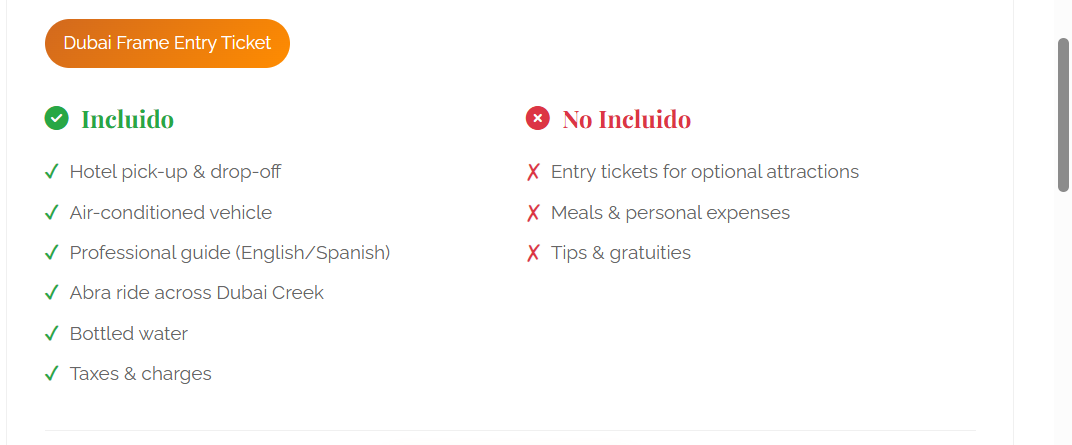 Dubai Frame Entry Ticket
Incluido
Hotel pick-up & drop-off
Air-conditioned vehicle
Professional guide (English/Spanish)
Abra ride across Dubai Creek
Bottled water
Taxes & charges
No Incluido
Entry tickets for optional attractions
Meals & personal expenses
Tips & gratuities